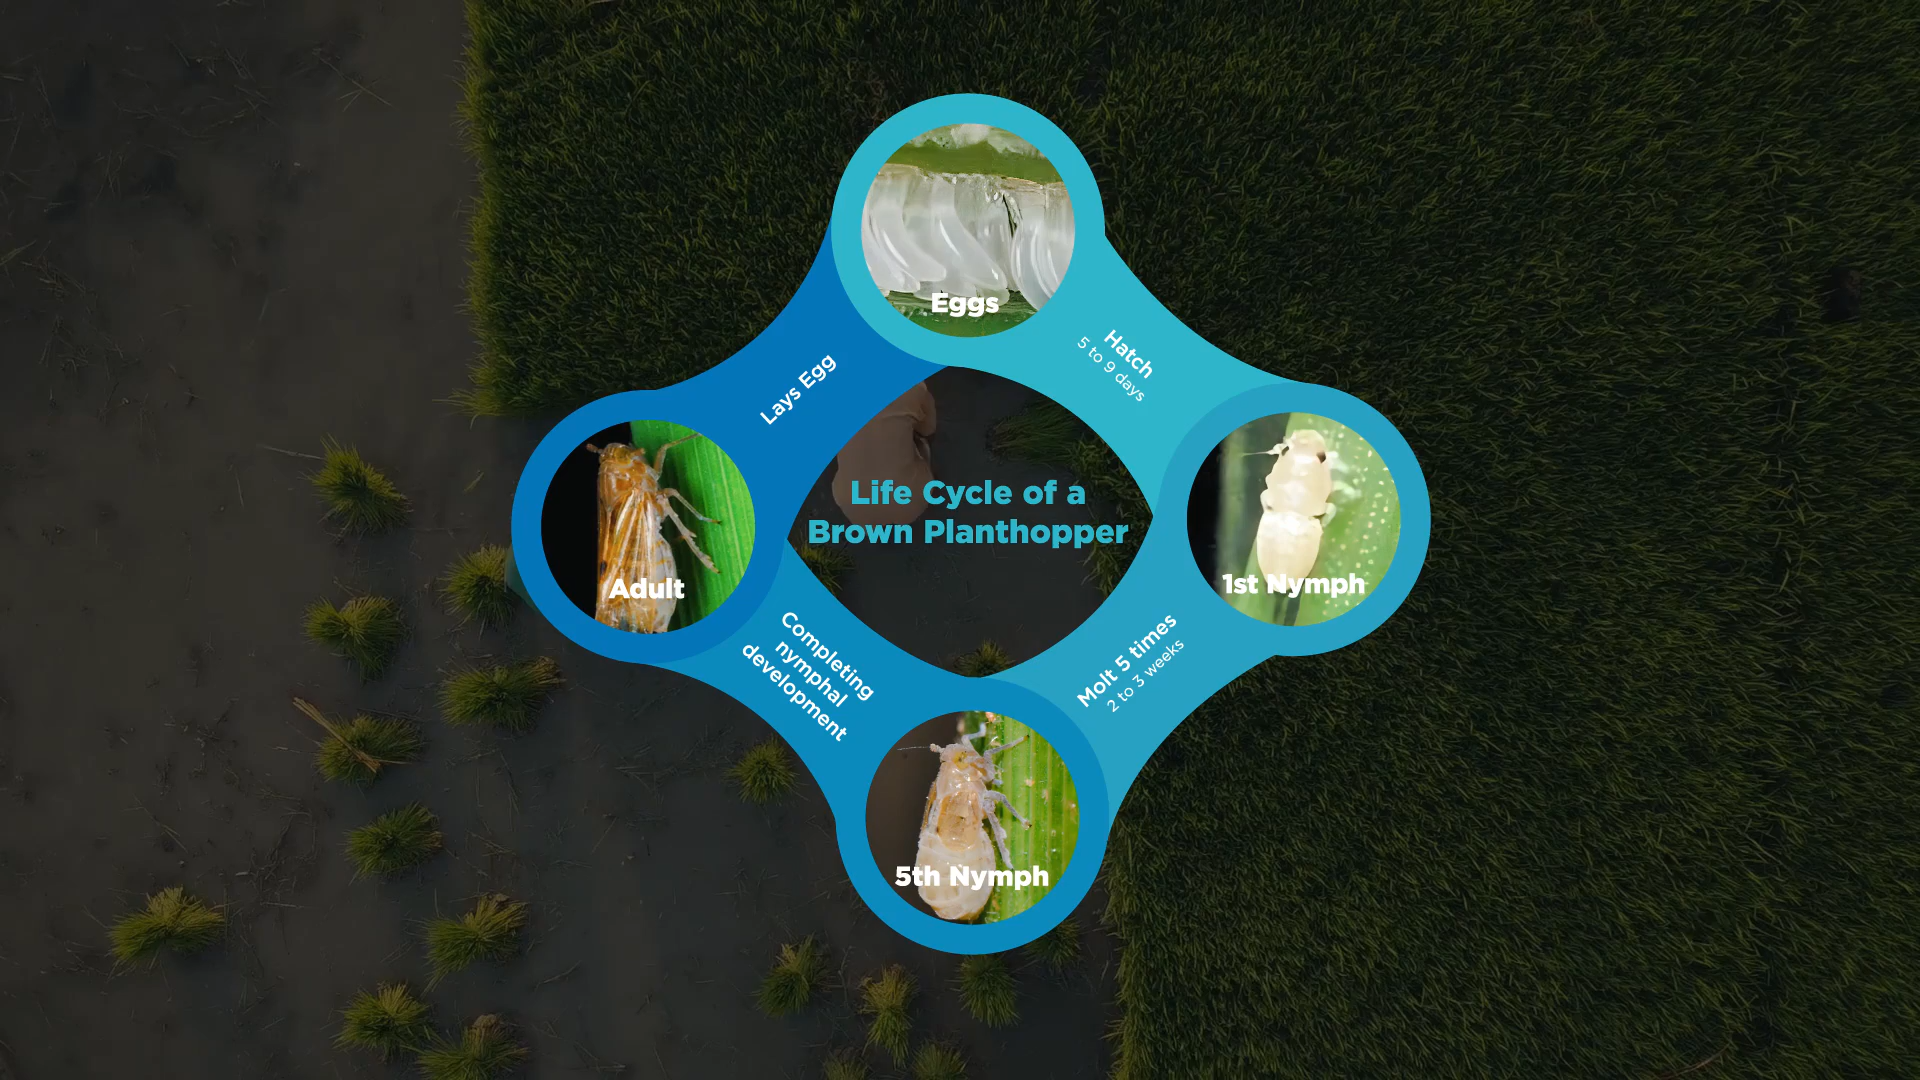 Life Cycle of a
Brown Planthopper
Eggs
Hatch
5 to 9 days
1st Nymph
Molt 5 times
2 to 3 weeks
5th Nymph
Completing
nymphal
development
Adult
Lays Egg